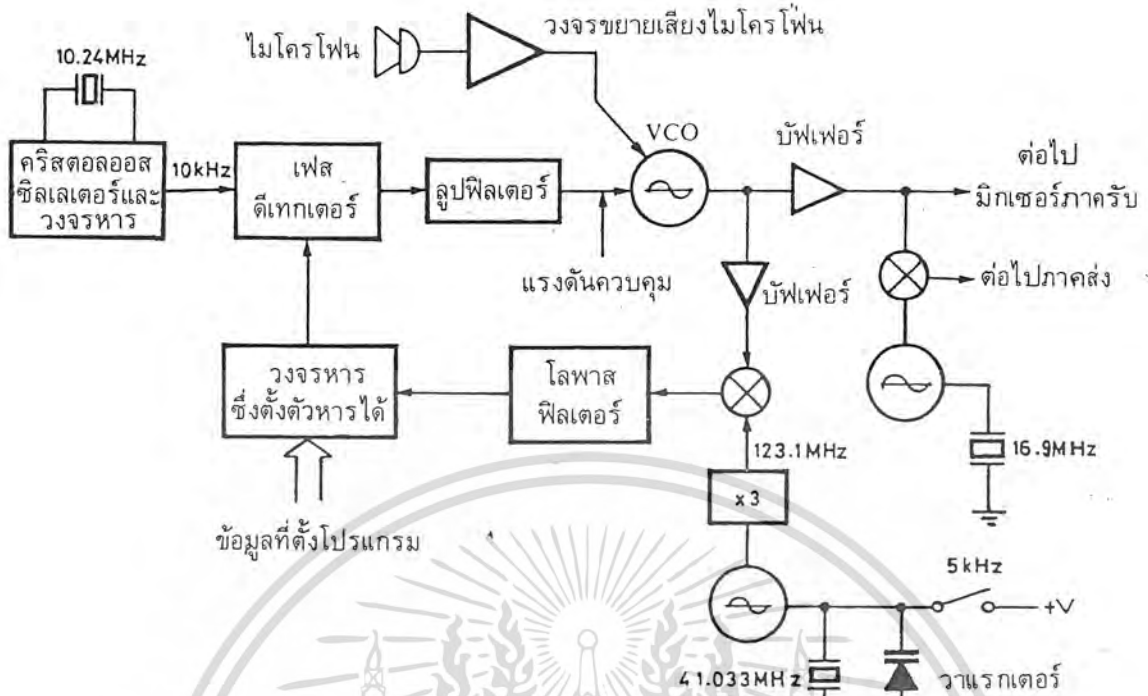 วงจรขยายเสียงไมโครโฟน
ไมโครโฟน
10.24MHz
VCO
บัฟเฟอร์
คริสตอลออส
ซิลเลเตอร์และ
วงจรหาร
10kHz
เฟส
ดีเทกเตอร์
ลูปฟิลเตอร์
ต่อไป
มิกเซอร์ภาครับ
แรงดันควบคุม
บัฟเฟอร์
ต่อไปภาคส่ง
วงจรหาร
ซึ่งตั้งตัวหารได้
โลพาส
ฟิลเตอร์
123.1MHz
16.9MHz
x3
ข้อมูลที่ตั้งโปรแกรม
5kHz
+V
41.033MHz
วาแรกเตอร์